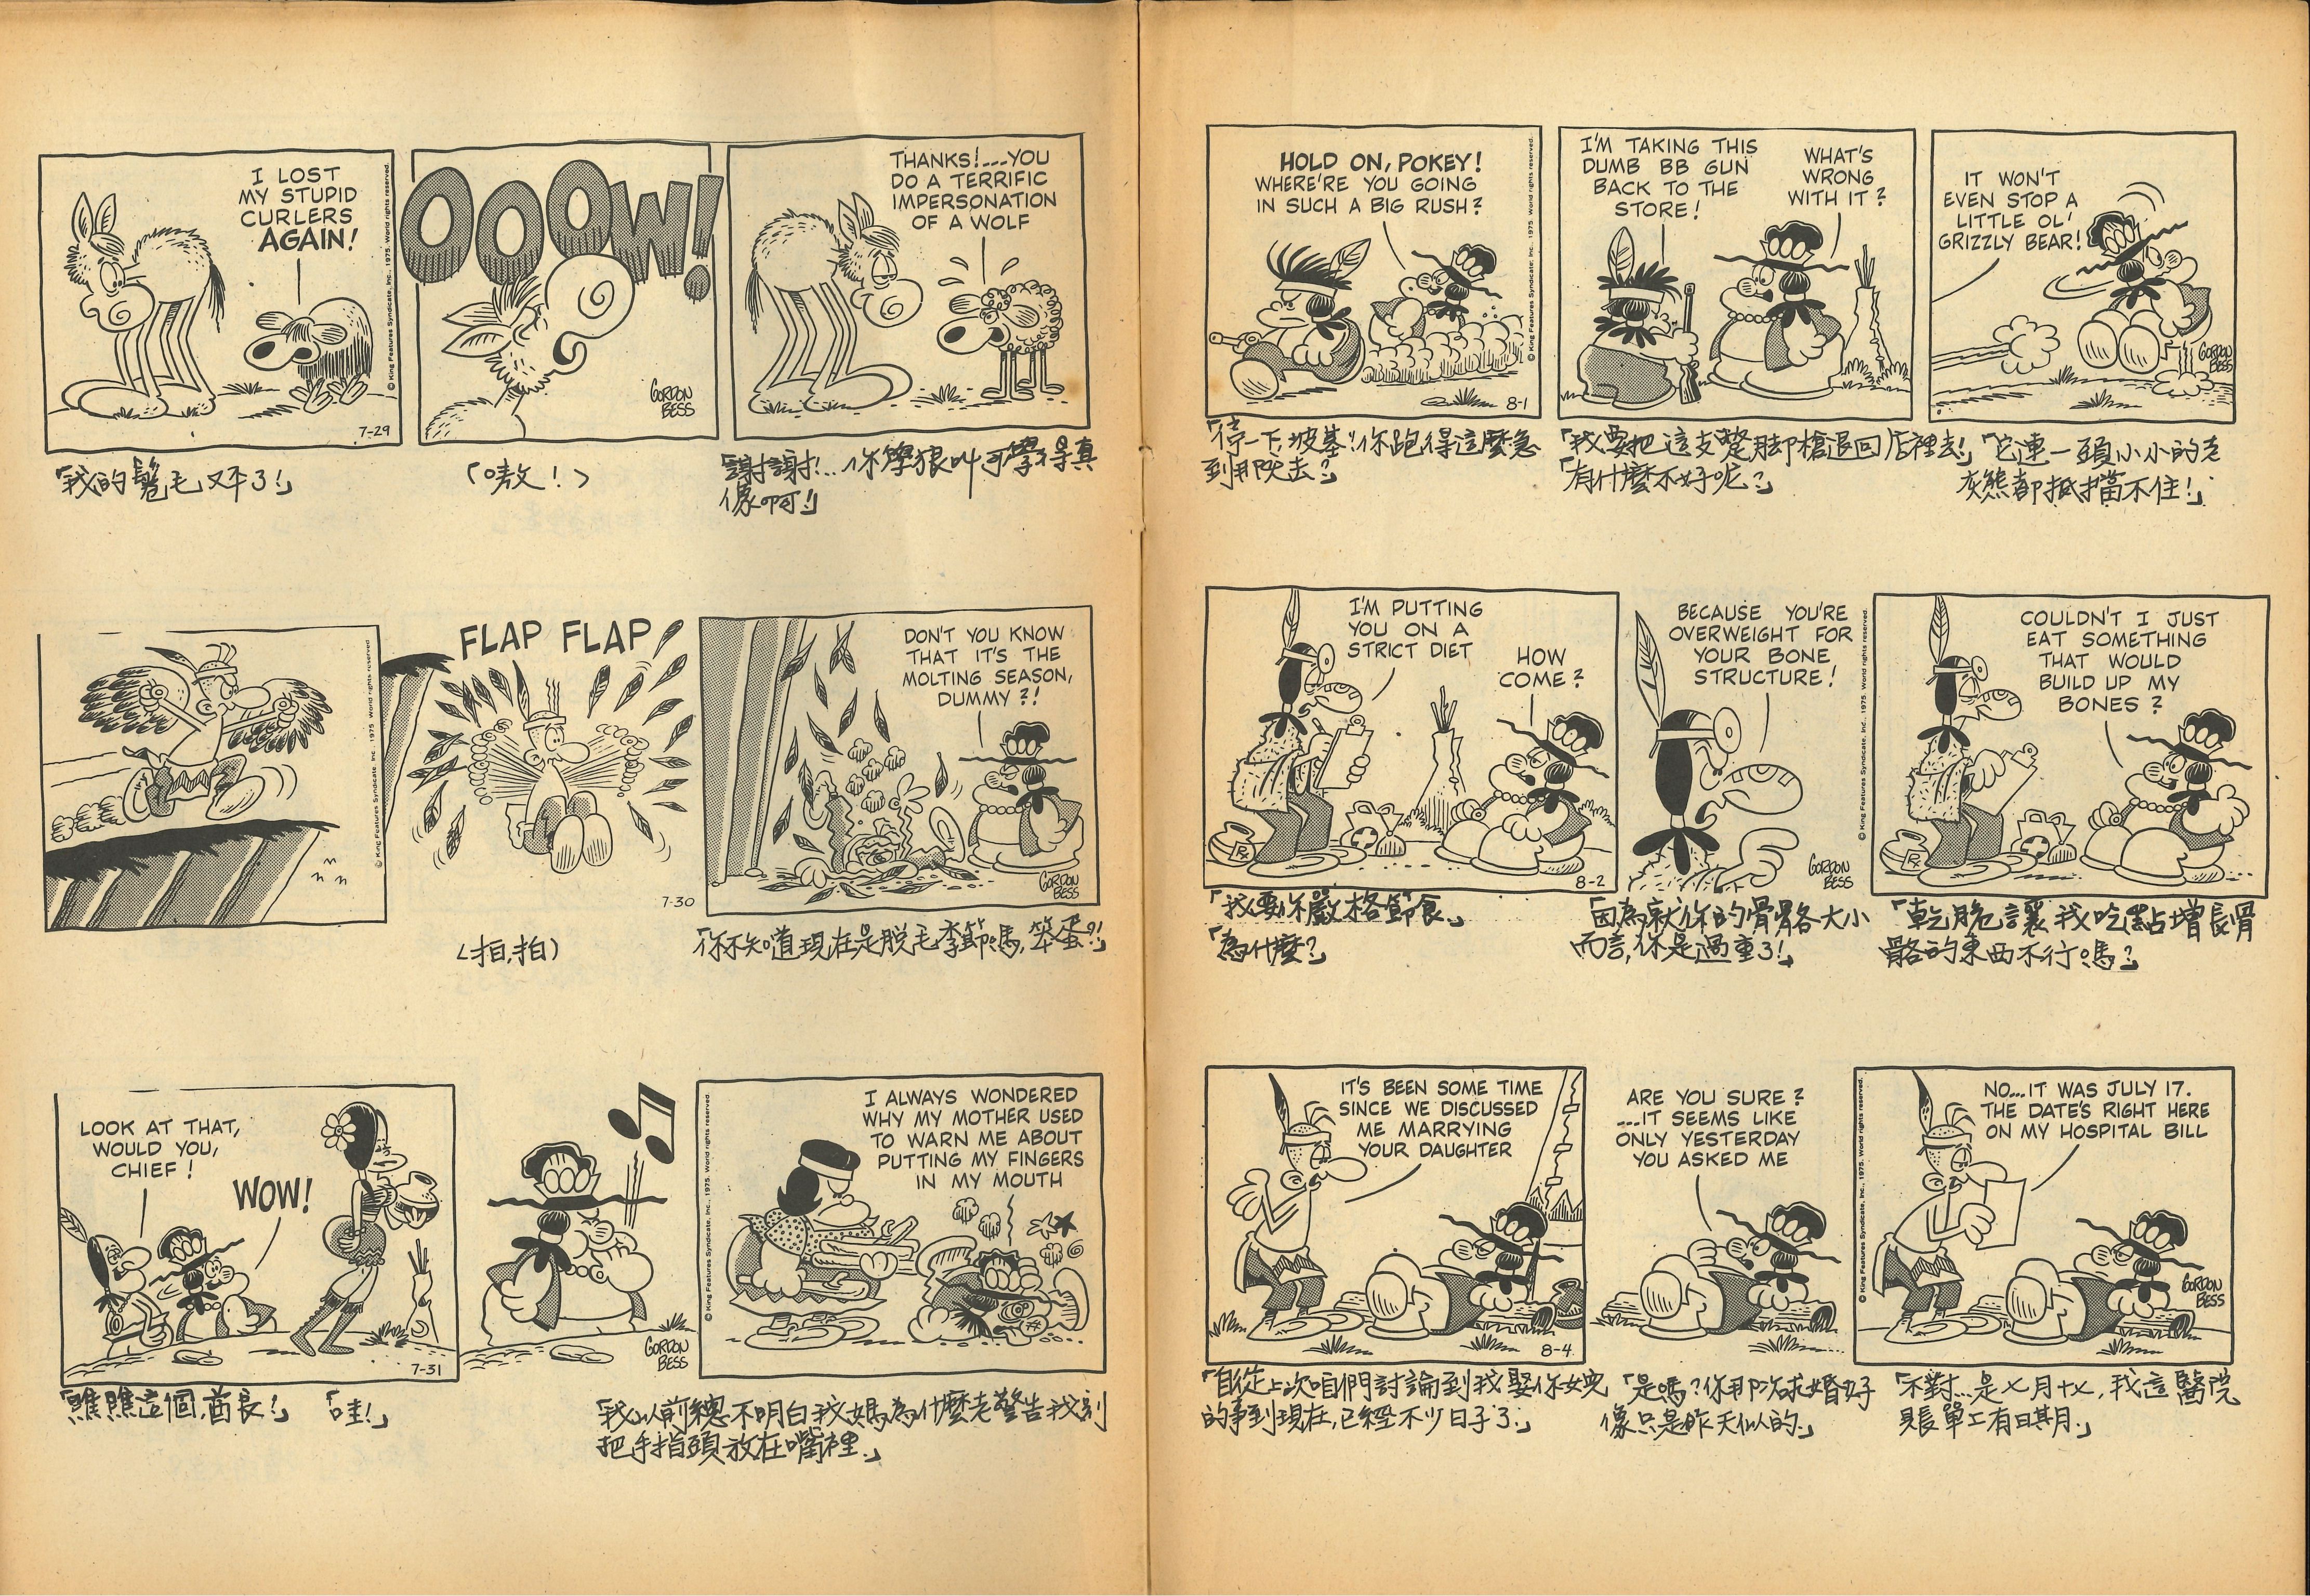 I LOST
MY STUPID
CURLERS
AGAIN!
© King Features Syndicate, Inc., 1975. World rights reserved.
7-29
OOOW!
GORDON
BESS
THANKS!---YOU
DO A TERRIFIC
IMPERSONATION
OF A WOLF
「我的鬈毛又平了!」
(嗷!)
「謝謝!...你學狼叫可學得真
像啊!」
© King Features Syndicate, Inc., 1975. World rights reserved.
FLAP FLAP!
7-30
DON'T YOU KNOW
THAT IT'S THE
MOLTING SEASON,
DUMMY?!
GORDON
BESS
(拍,拍)
「你不知道現在是脱毛季節嗎,笨蛋?!」
LOOK AT THAT,
WOULD YOU,
CHIEF!
WOW!
7-31
GORDON
BESS
© King Features Syndicate, Inc., 1975. World rights reserved.
I ALWAYS WONDERED
WHY MY MOTHER USED
TO WARN ME ABOUT
PUTTING MY FINGERS
IN MY MOUTH
「瞧瞧這個,酋長!」
「哇!」
「我以前總不明白我媽為什麼老警告我別
把手指頭放在嘴裡.」
HOLD ON, POKEY!
WHERE'RE YOU GOING
IN SUCH A BIG RUSH?
© King Features Syndicate, Inc., 1975. World rights reserved.
8-1
I'M TAKING THIS
DUMB BB GUN
BACK TO THE
STORE!
WHAT'S
WRONG
WITH IT?
IT WON'T
EVEN STOP A
LITTLE OL'
GRIZZLY BEAR!
GORDON
BESS
「停一下,坡基!你跑得這麼急
到那兒去?」
「我要把這支蹩脚槍退回店裡去!」
「有什麼不好呢?」
「它連一頭小小的老
灰熊都抵擋不住!」
I'M PUTTING
YOU ON A
STRICT DIET
HOW
COME?
8-2
BECAUSE YOU'RE
OVERWEIGHT FOR
YOUR BONE
STRUCTURE!
GORDON
BESS
© King Features Syndicate, Inc., 1975. World rights reserved.
COULDN'T I JUST
EAT SOMETHING
THAT WOULD
BUILD UP MY
BONES?
「我要你嚴格節食.」
「為什麼?」
「因為就你的骨骼大小
而言,你是過重了!」
「乾脆讓我吃點增長骨
骼的東西不行嗎?」
IT'S BEEN SOME TIME
SINCE WE DISCUSSED
ME MARRYING
YOUR DAUGHTER
8-4
ARE YOU SURE?
...IT SEEMS LIKE
ONLY YESTERDAY
YOU ASKED ME
© King Features Syndicate, Inc., 1975. World rights reserved.
NO...IT WAS JULY 17.
THE DATE'S RIGHT HERE
ON MY HOSPITAL BILL
GORDON
BESS
「自從上次咱們討論到我娶你女兒
的事到現在,已經不少日子了.」
「是嗎?你那次求婚好
像只是昨天似的.」
「不對...是七月十七,我這醫院
賬單上有日期.」